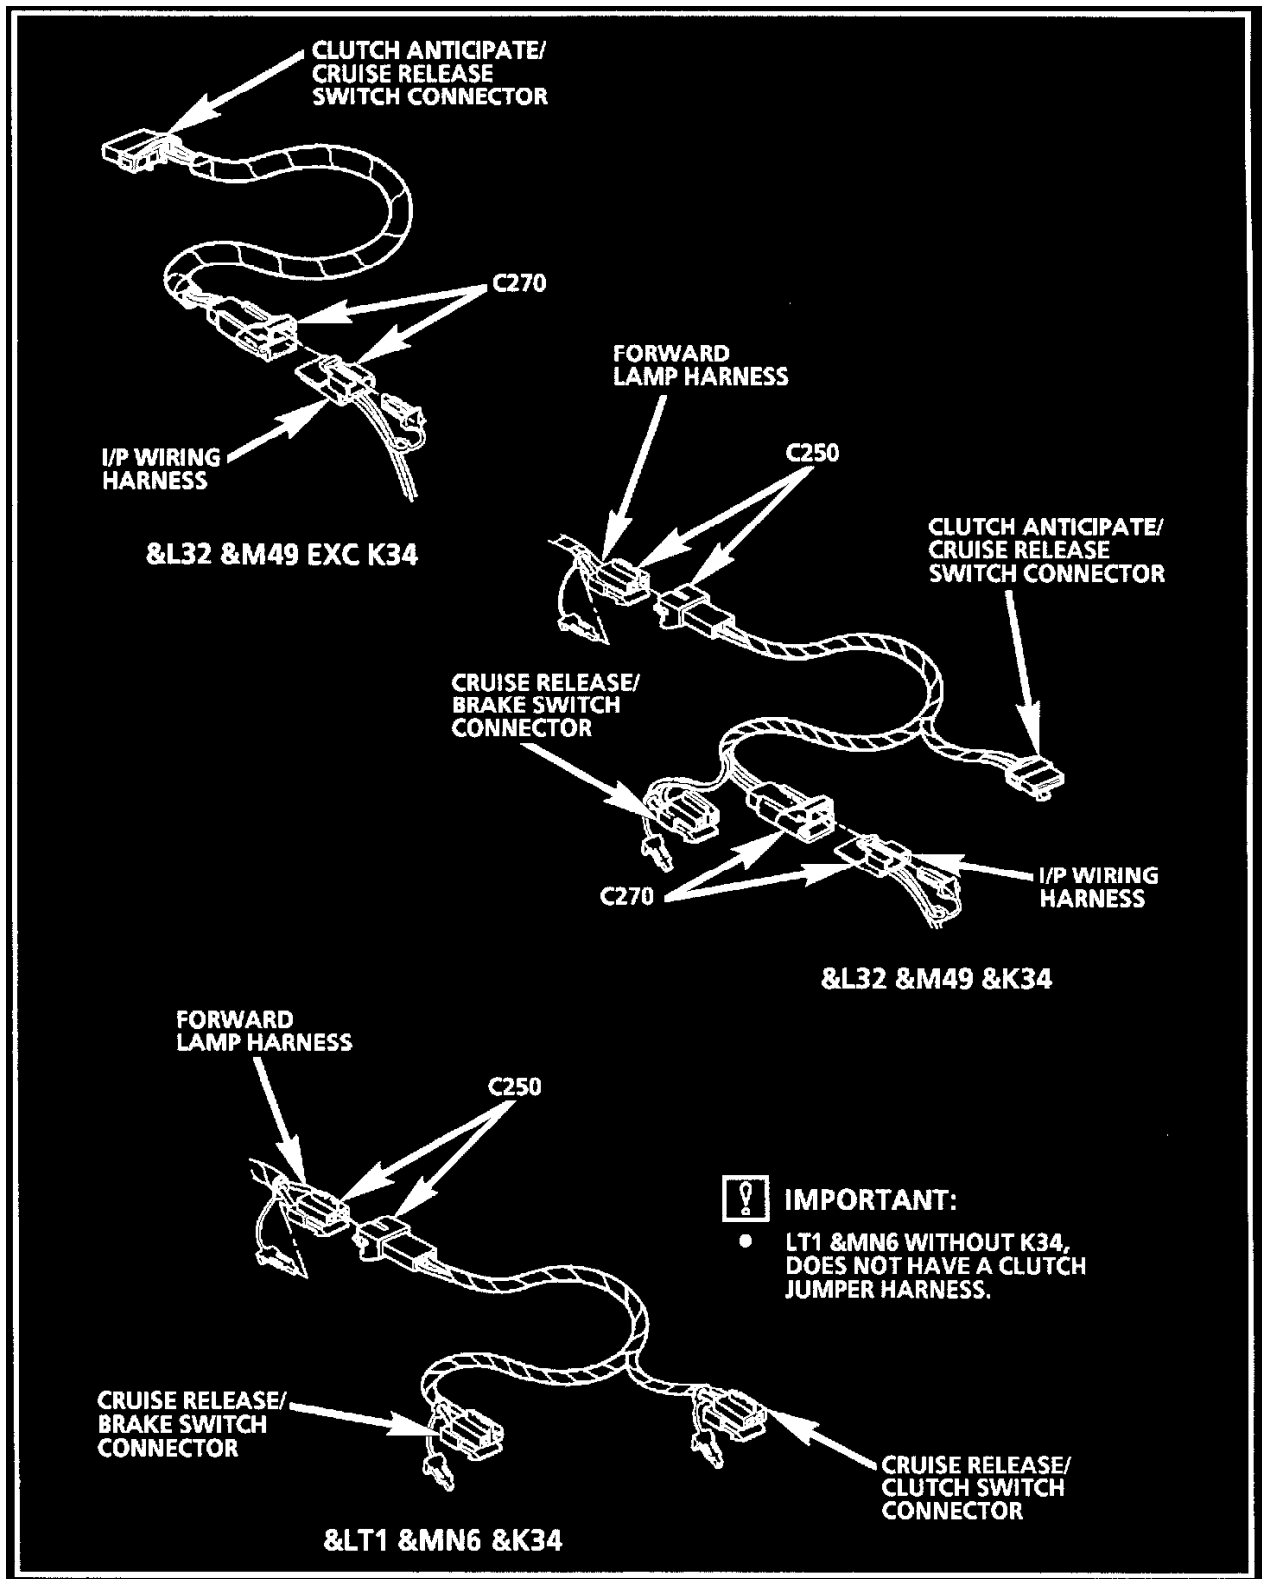 CLUTCH ANTICIPATE/
CRUISE RELEASE
SWITCH CONNECTOR
C270
I/P WIRING
HARNESS
&L32 &M49 EXC K34
FORWARD
LAMP HARNESS
C250
CLUTCH ANTICIPATE/
CRUISE RELEASE
SWITCH CONNECTOR
CRUISE RELEASE/
BRAKE SWITCH
CONNECTOR
C270
I/P WIRING
HARNESS
&L32 &M49 &K34
FORWARD
LAMP HARNESS
C250
! IMPORTANT:
● LT1 &MN6 WITHOUT K34,
DOES NOT HAVE A CLUTCH
JUMPER HARNESS.
CRUISE RELEASE/
BRAKE SWITCH
CONNECTOR
CRUISE RELEASE/
CLUTCH SWITCH
CONNECTOR
&LT1 &MN6 &K34